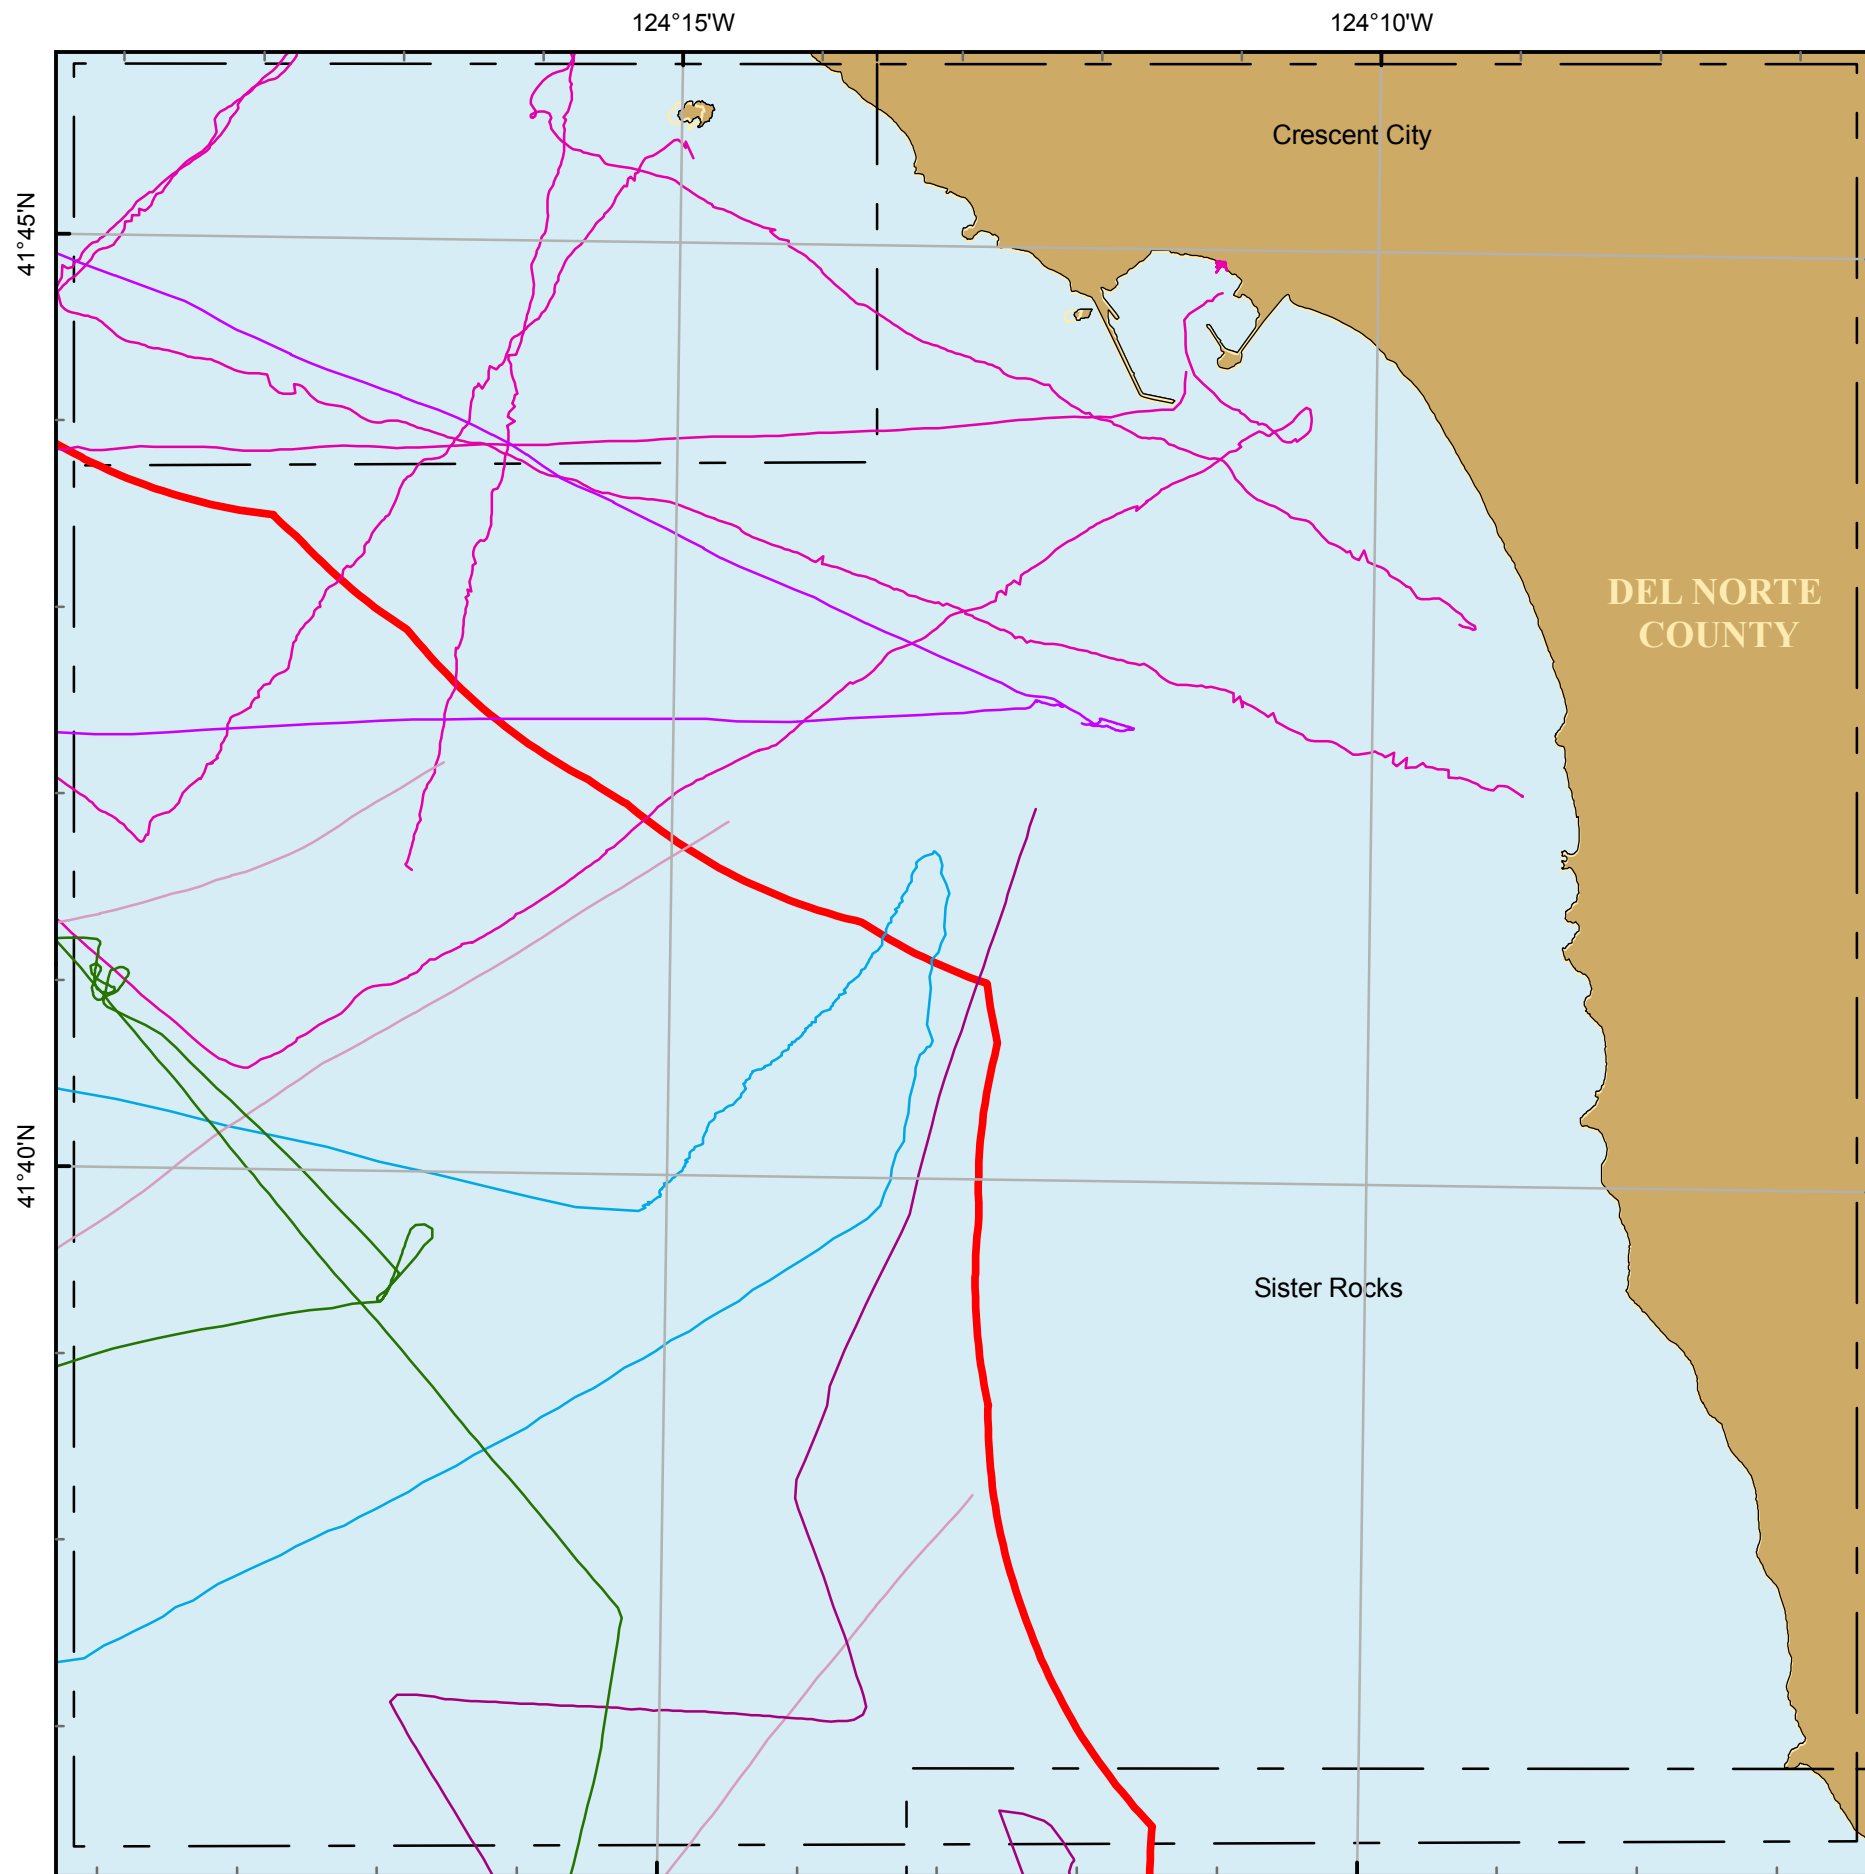 124°15'W
124°10'W
Crescent City
41°45'N
DEL NORTE
COUNTY
41°40'N
Sister Rocks